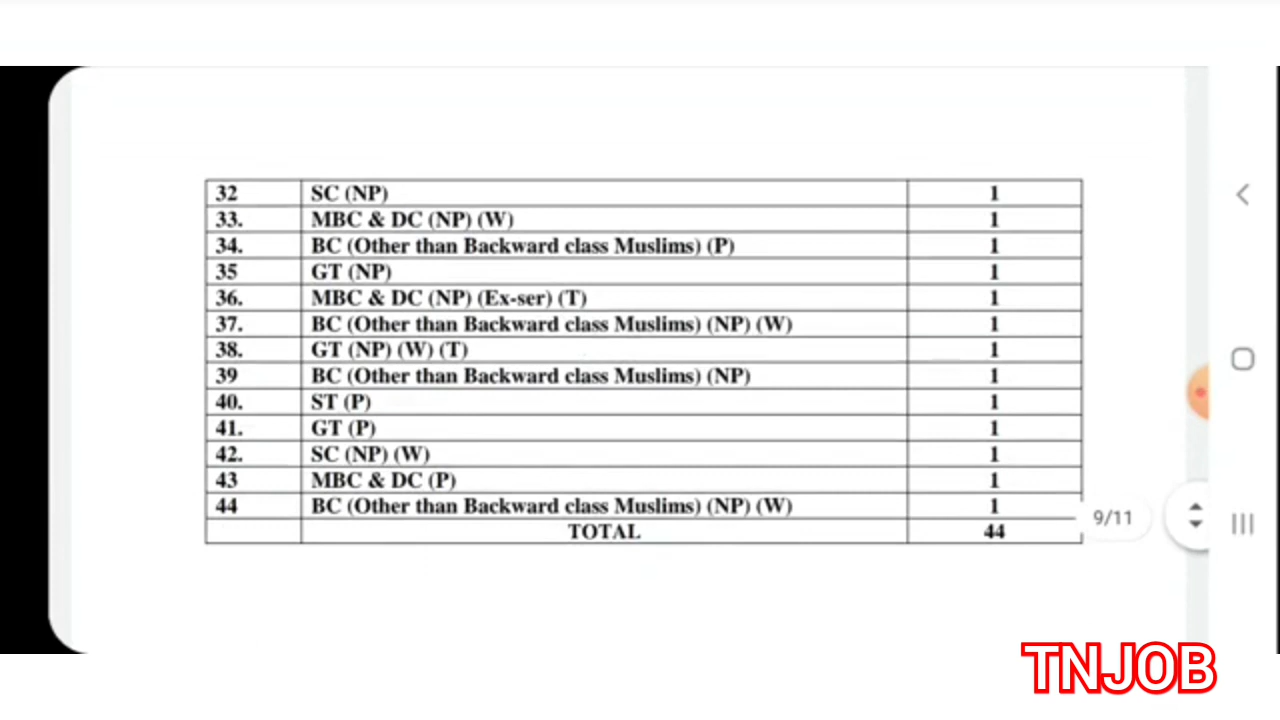 32 SC (NP) 1
33. MBC & DC (NP) (W) 1
34. BC (Other than Backward class Muslims) (P) 1
35 GT (NP) 1
36. MBC & DC (NP) (Ex-ser) (T) 1
37. BC (Other than Backward class Muslims) (NP) (W) 1
38. GT (NP) (W) (T) 1
39 BC (Other than Backward class Muslims) (NP) 1
40. ST (P) 1
41. GT (P) 1
42. SC (NP) (W) 1
43 MBC & DC (P) 1
44 BC (Other than Backward class Muslims) (NP) (W) 1
TOTAL 44
9/11
TNJOB